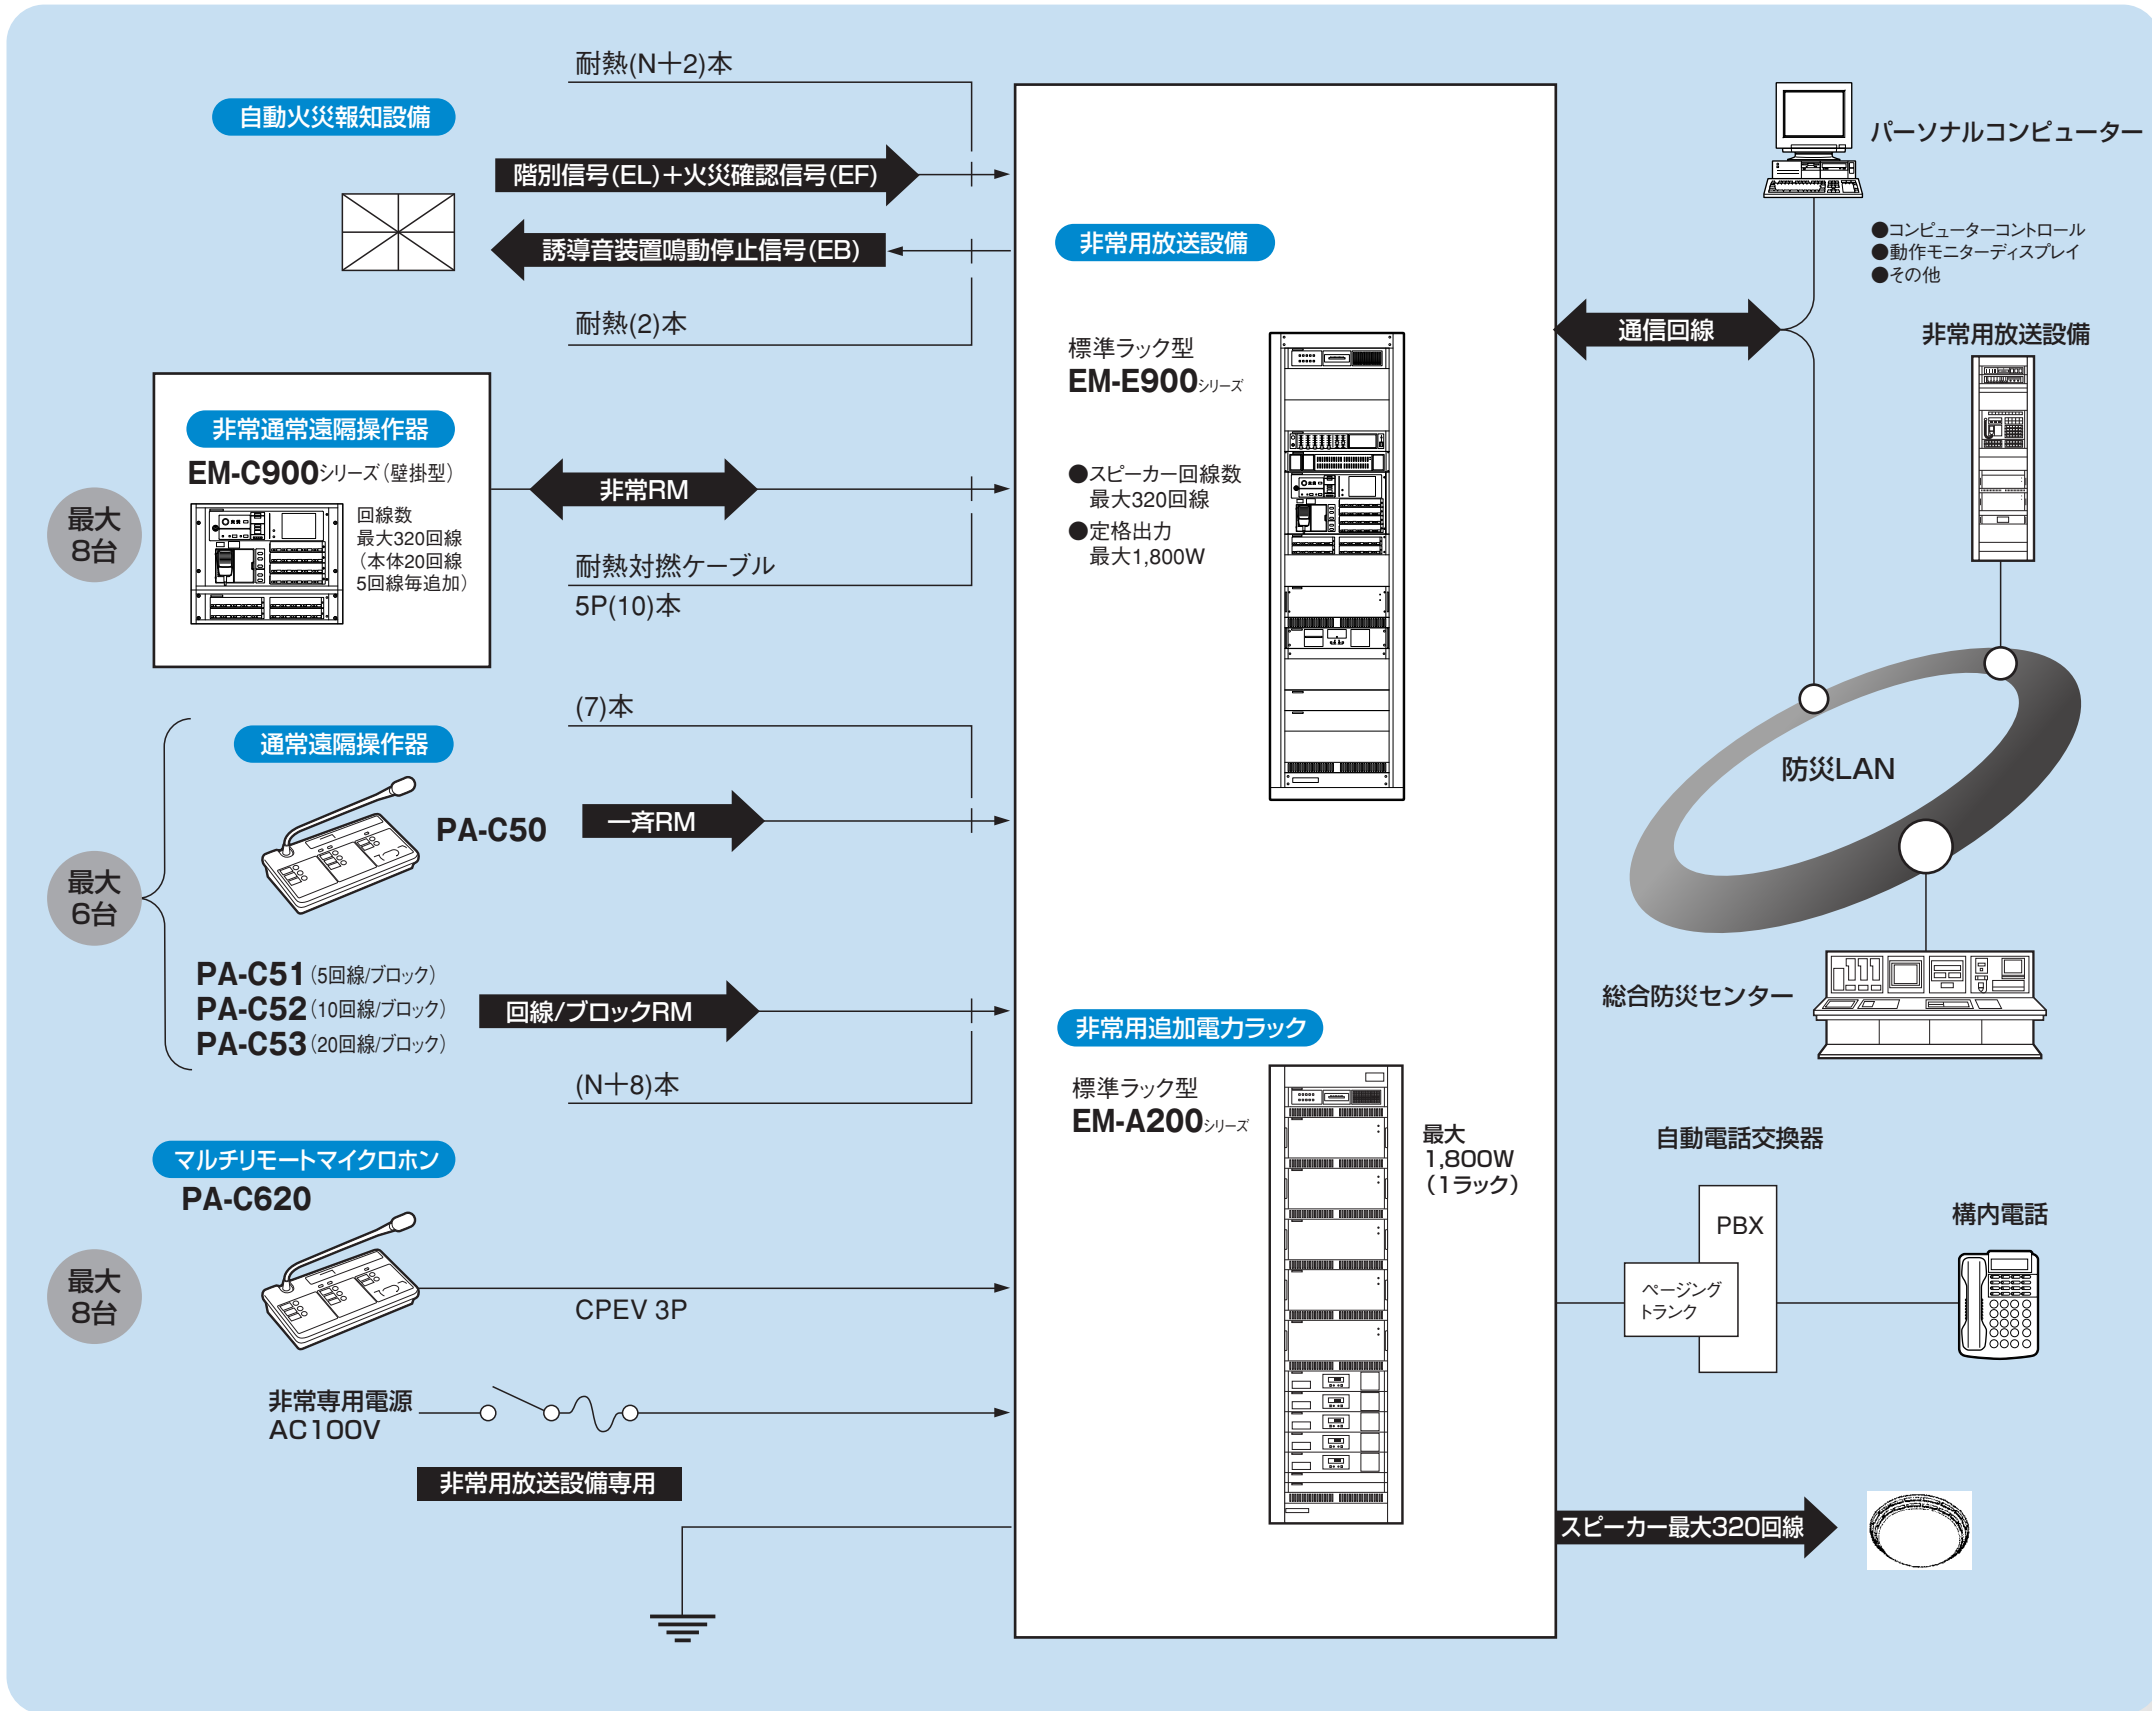 耐熱(N＋2)本
自動火災報知設備
階別信号(EL)＋火災確認信号(EF)
誘導音装置鳴動停止信号(EB)
耐熱(2)本
非常通常遠隔操作器
EM-C900シリーズ（壁掛型）
最大
8台
回線数
最大320回線
（本体20回線
5回線毎追加）
非常RM
耐熱対撚ケーブル
5P(10)本
(7)本
通常遠隔操作器
PA-C50
一斉RM
最大
6台
PA-C51（5回線/ブロック）
PA-C52（10回線/ブロック）
PA-C53（20回線/ブロック）
回線/ブロックRM
(N＋8)本
マルチリモートマイクロホン
PA-C620
最大
8台
CPEV 3P
非常専用電源
AC100V
非常用放送設備専用
非常用放送設備
標準ラック型
EM-E900シリーズ
●スピーカー回線数
最大320回線
●定格出力
最大1,800W
非常用追加電力ラック
標準ラック型
EM-A200シリーズ
最大
1,800W
（1ラック）
パーソナルコンピューター
●コンピューターコントロール
●動作モニターディスプレイ
●その他
通信回線
非常用放送設備
防災LAN
総合防災センター
自動電話交換器
PBX
ページング
トランク
構内電話
スピーカー最大320回線